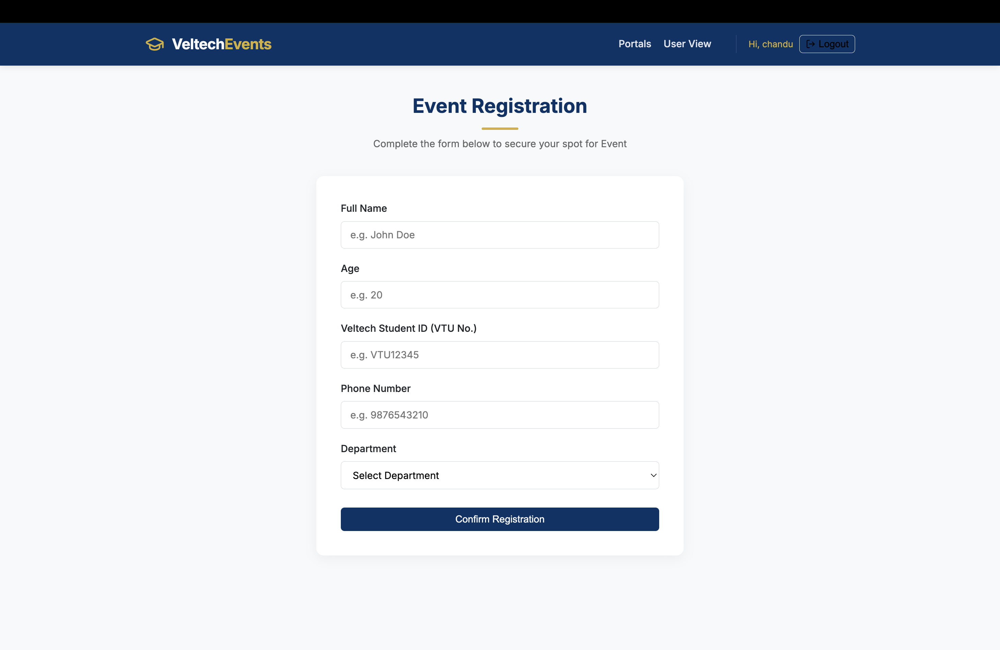 VeltechEvents
Portals User View Hi, chandu Logout
Event Registration
Complete the form below to secure your spot for Event
Full Name
e.g. John Doe
Age
e.g. 20
Veltech Student ID (VTU No.)
e.g. VTU12345
Phone Number
e.g. 9876543210
Department
Select Department
Confirm Registration